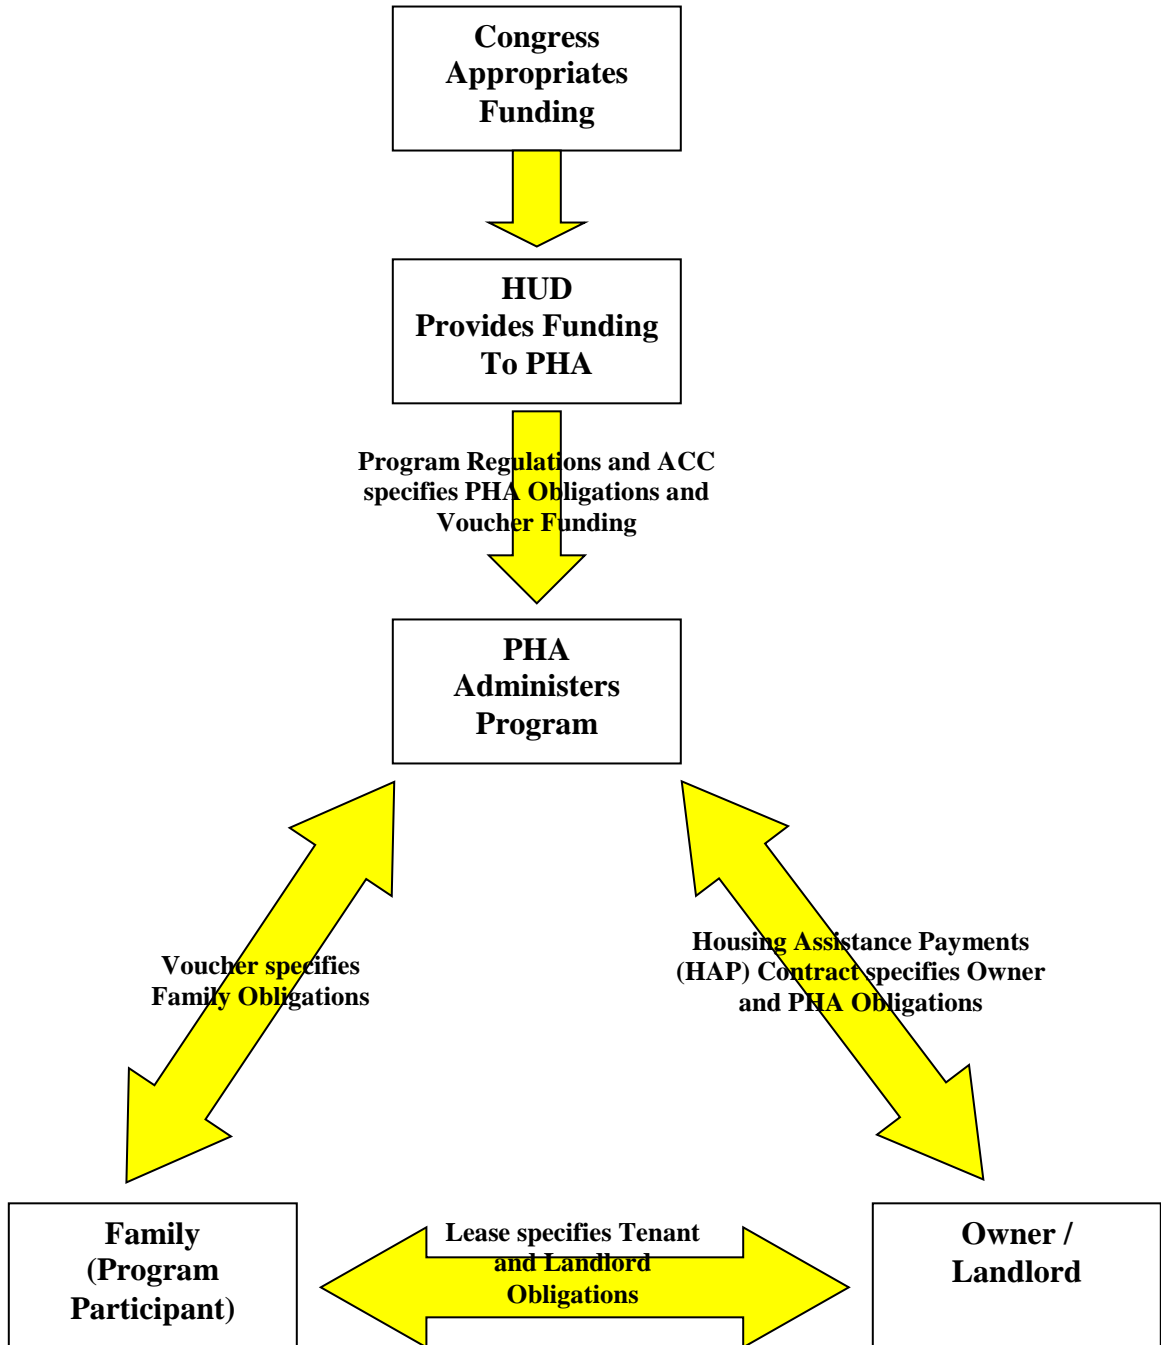 Congress
Appropriates
Funding
HUD
Provides Funding
To PHA
Program Regulations and ACC
specifies PHA Obligations and
Voucher Funding
PHA
Administers
Program
Voucher specifies
Family Obligations
Housing Assistance Payments
(HAP) Contract specifies Owner
and PHA Obligations
Family
(Program
Participant)
Lease specifies Tenant
and Landlord
Obligations
Owner /
Landlord